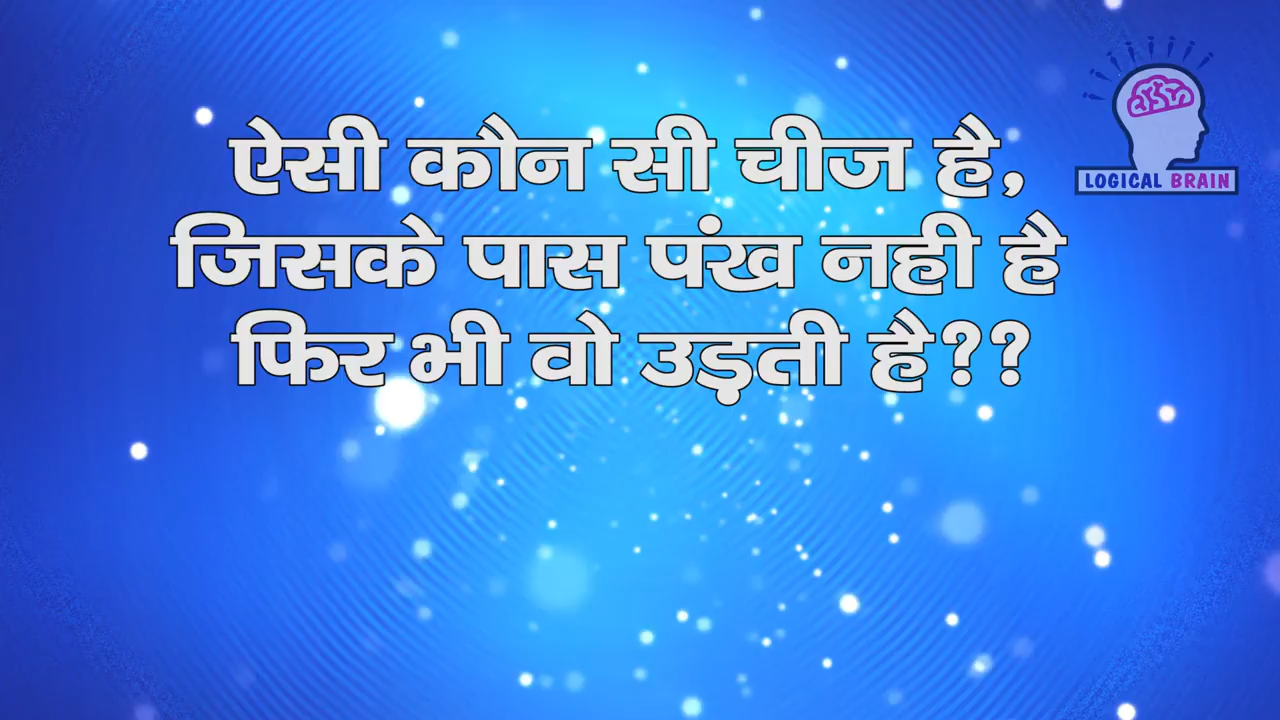 ऐसी कौन सी चीज है,
जिसके पास पंख नही है
फिर भी वो उड़ती है??
LOGICAL BRAIN